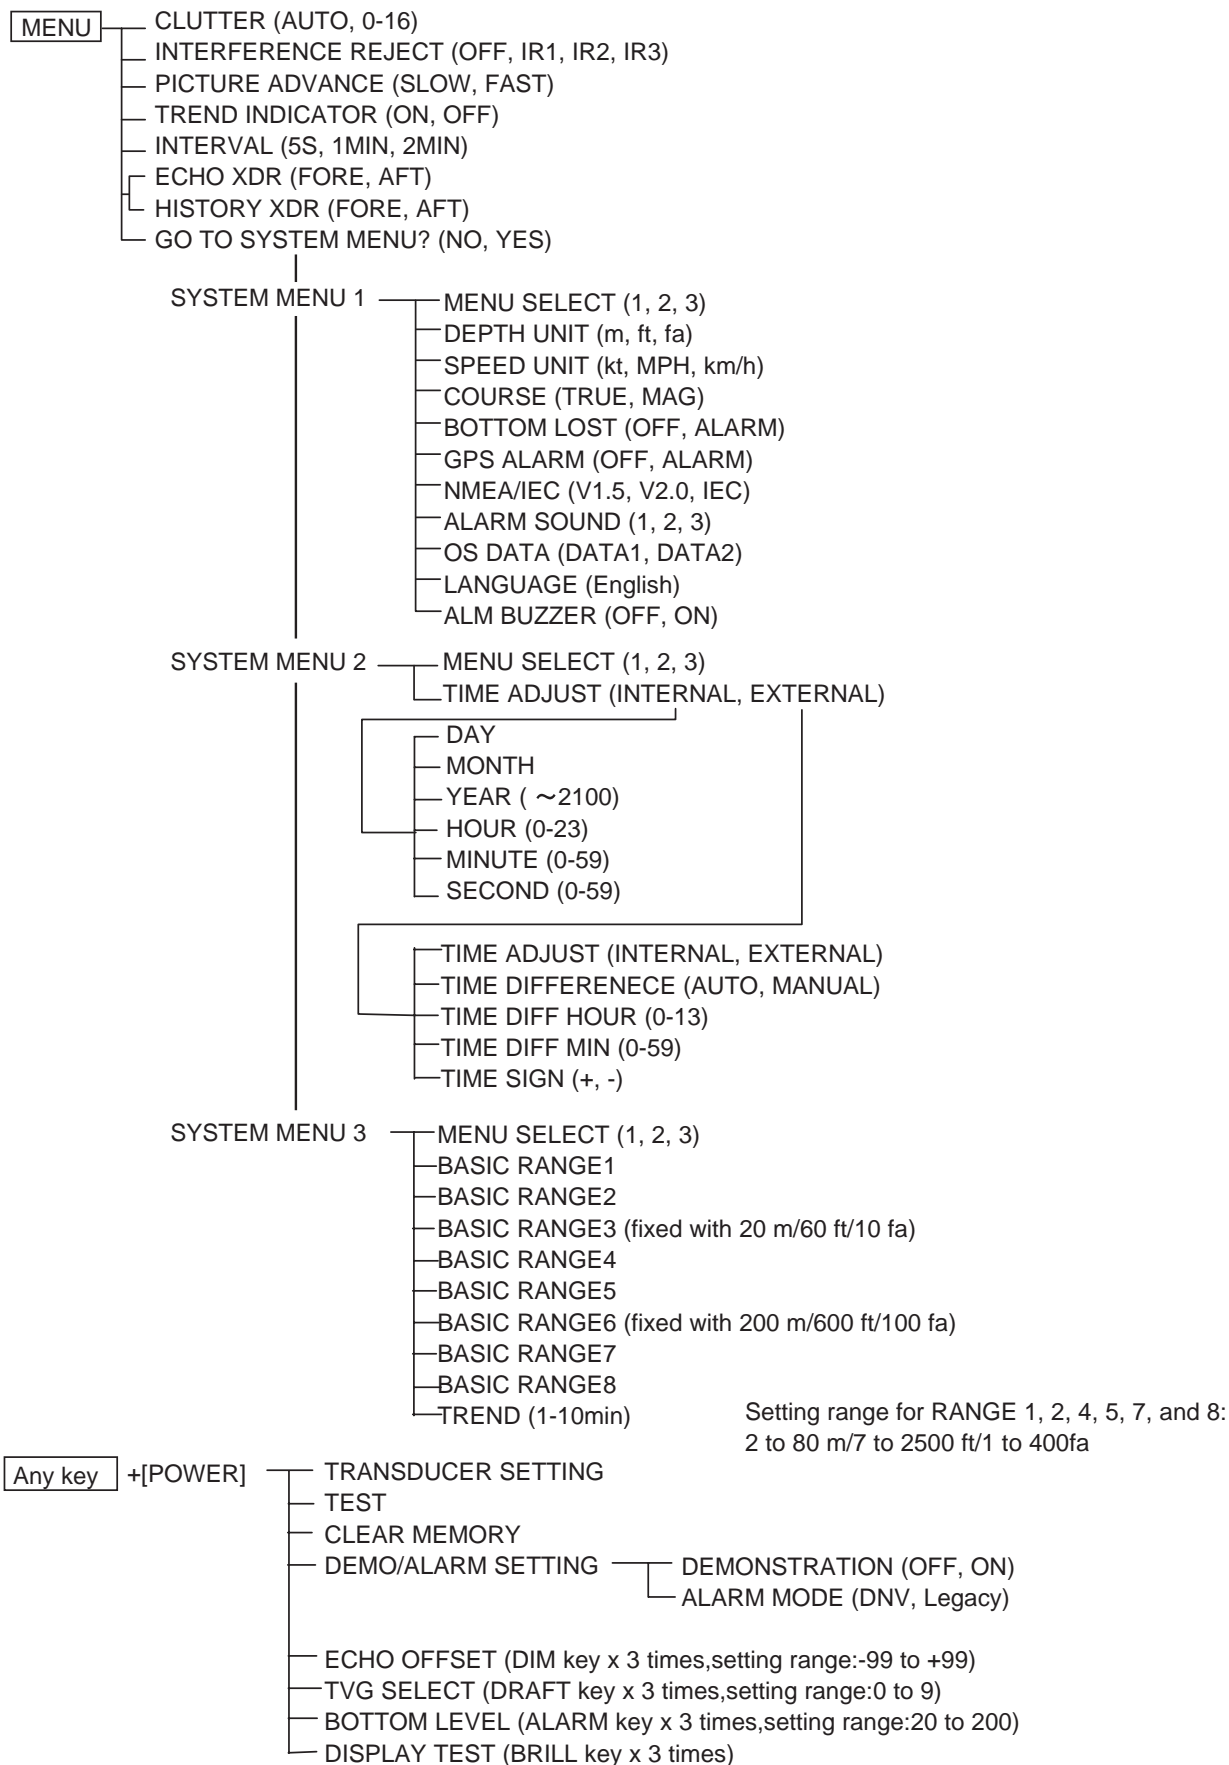 MENU
CLUTTER (AUTO, 0-16)
INTERFERENCE REJECT (OFF, IR1, IR2, IR3)
PICTURE ADVANCE (SLOW, FAST)
TREND INDICATOR (ON, OFF)
INTERVAL (5S, 1MIN, 2MIN)
ECHO XDR (FORE, AFT)
HISTORY XDR (FORE, AFT)
GO TO SYSTEM MENU? (NO, YES)
SYSTEM MENU 1
MENU SELECT (1, 2, 3)
DEPTH UNIT (m, ft, fa)
SPEED UNIT (kt, MPH, km/h)
COURSE (TRUE, MAG)
BOTTOM LOST (OFF, ALARM)
GPS ALARM (OFF, ALARM)
NMEA/IEC (V1.5, V2.0, IEC)
ALARM SOUND (1, 2, 3)
OS DATA (DATA1, DATA2)
LANGUAGE (English)
ALM BUZZER (OFF, ON)
SYSTEM MENU 2
MENU SELECT (1, 2, 3)
TIME ADJUST (INTERNAL, EXTERNAL)
DAY
MONTH
YEAR ( ～2100)
HOUR (0-23)
MINUTE (0-59)
SECOND (0-59)
TIME ADJUST (INTERNAL, EXTERNAL)
TIME DIFFERENECE (AUTO, MANUAL)
TIME DIFF HOUR (0-13)
TIME DIFF MIN (0-59)
TIME SIGN (+, -)
SYSTEM MENU 3
MENU SELECT (1, 2, 3)
BASIC RANGE1
BASIC RANGE2
BASIC RANGE3 (fixed with 20 m/60 ft/10 fa)
BASIC RANGE4
BASIC RANGE5
BASIC RANGE6 (fixed with 200 m/600 ft/100 fa)
BASIC RANGE7
BASIC RANGE8
TREND (1-10min)
Setting range for RANGE 1, 2, 4, 5, 7, and 8:
2 to 80 m/7 to 2500 ft/1 to 400fa
Any key +[POWER]
TRANSDUCER SETTING
TEST
CLEAR MEMORY
DEMO/ALARM SETTING
DEMONSTRATION (OFF, ON)
ALARM MODE (DNV, Legacy)
ECHO OFFSET (DIM key x 3 times,setting range:-99 to +99)
TVG SELECT (DRAFT key x 3 times,setting range:0 to 9)
BOTTOM LEVEL (ALARM key x 3 times,setting range:20 to 200)
DISPLAY TEST (BRILL key x 3 times)